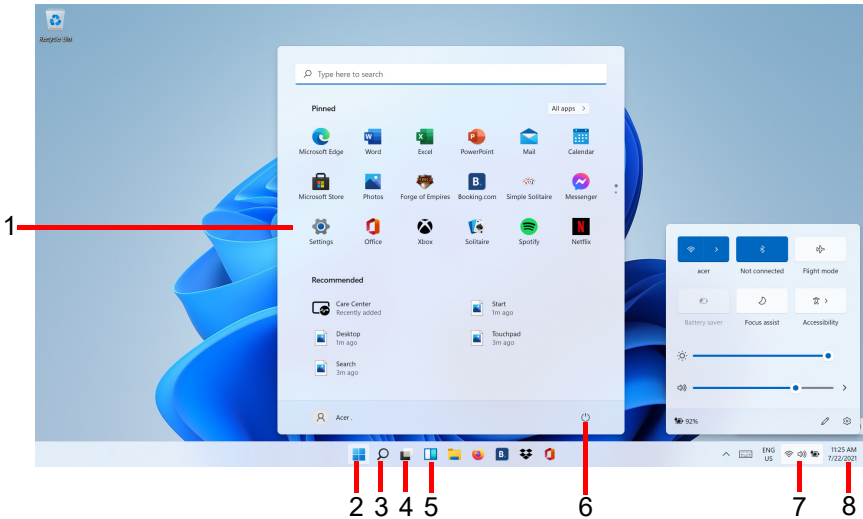 Recycle Bin
Type here to search
Pinned
All apps >
Microsoft Edge Word Excel PowerPoint Mail Calendar
Microsoft Store Photos Forge of Empires Booking.com Simple Solitaire Messenger
1
Settings Office Xbox Solitaire Spotify Netflix
Recommended
Care Center
Recently added
Start
1m ago
Desktop
1m ago
Touchpad
3m ago
Search
3m ago
Acer .
acer Not connected Flight mode
Battery saver Focus assist Accessibility
92%
ENG
US
11:25 AM
7/22/2021
2 3 4 5 6 7 8